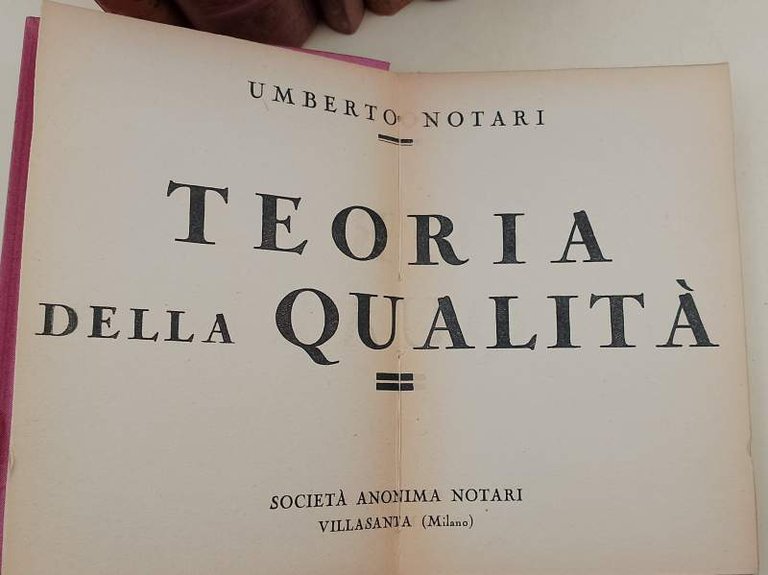 UMBERTO NOTARI
TEORIA
DELLA QUALITÀ
SOCIETÀ ANONIMA NOTARI
VILLASANTA (Milano)